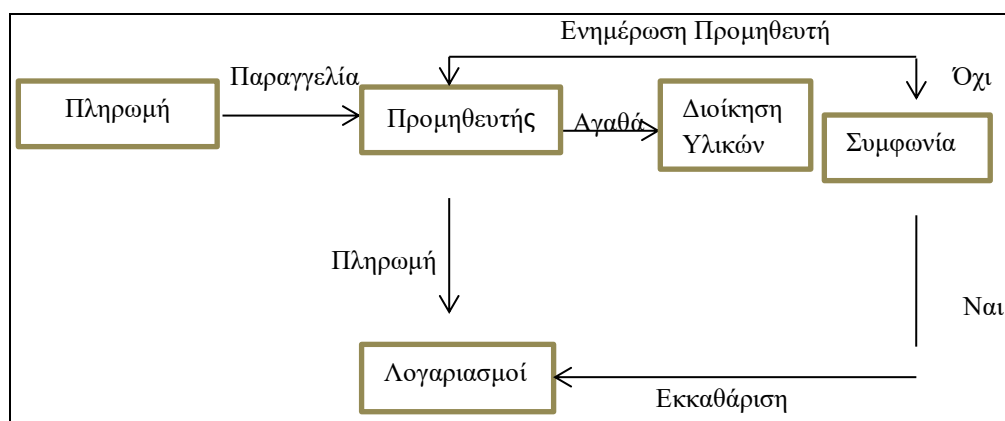 Ενημέρωση Προμηθευτή
Παραγγελία
Όχι
Πληρωμή
Προμηθευτής
Αγαθά
Διοίκηση
Υλικών
Συμφωνία
Πληρωμή
Ναι
Λογαριασμοί
Εκκαθάριση